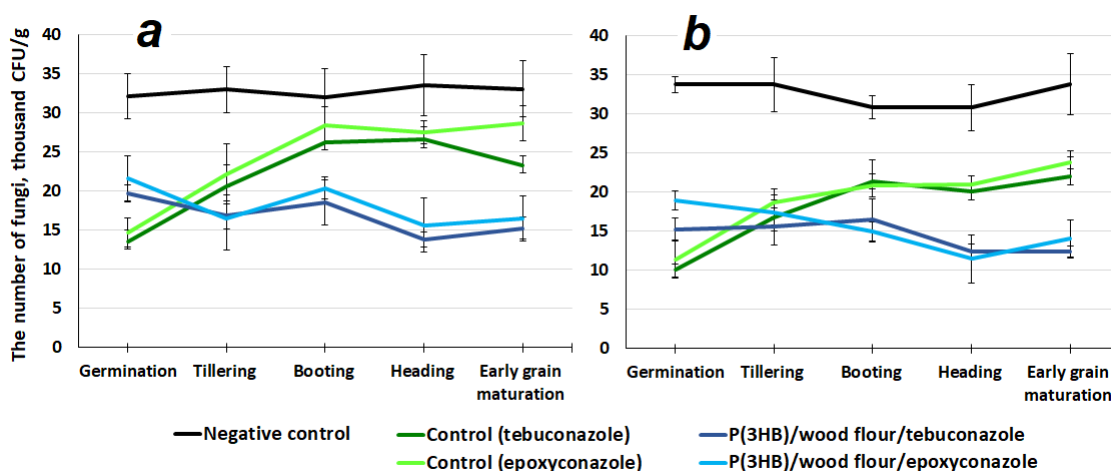 a
b
The number of fungi, thousand CFU/g
40
35
30
25
20
15
10
5
0
Germination
Tillering
Booting
Heading
Early grain
maturation
40
35
30
25
20
15
10
5
0
Germination
Tillering
Booting
Heading
Early grain
maturation
Negative control
Control (tebuconazole)
P(3HB)/wood flour/tebuconazole
Control (epoxyconazole)
P(3HB)/wood flour/epoxyconazole